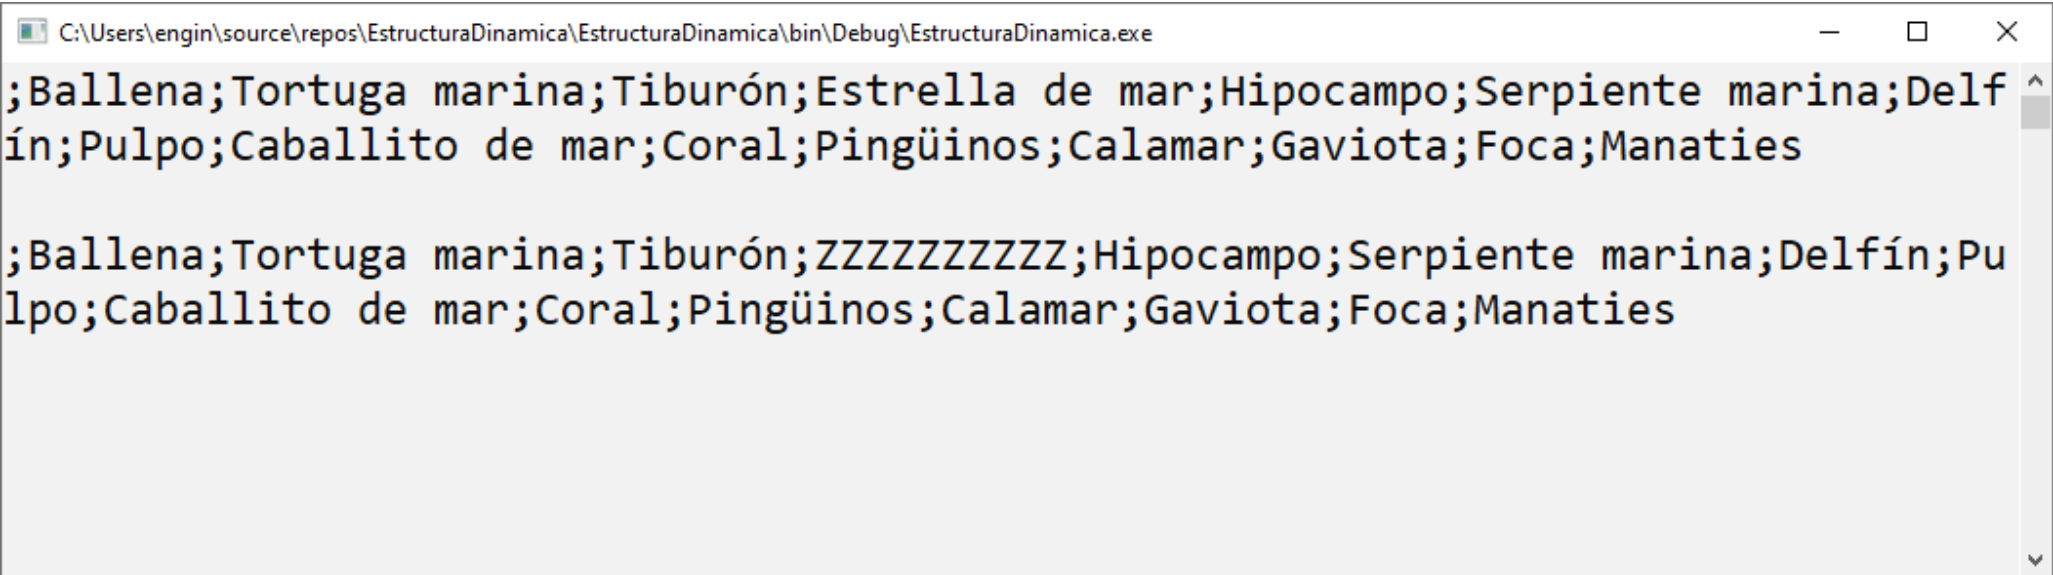 C:\Users\engin\source\repos\EstructuraDinamica\EstructuraDinamica\bin\Debug\EstructuraDinamica.exe
;Ballena;Tortuga marina;Tiburón;Estrella de mar;Hipocampo;Serpiente marina;Delf
ín;Pulpo;Caballito de mar;Coral;Pingüinos;Calamar;Gaviota;Foca;Manaties
;Ballena;Tortuga marina;Tiburón;ZZZZZZZZZZ;Hipocampo;Serpiente marina;Delfín;Pu
lpo;Caballito de mar;Coral;Pingüinos;Calamar;Gaviota;Foca;Manaties